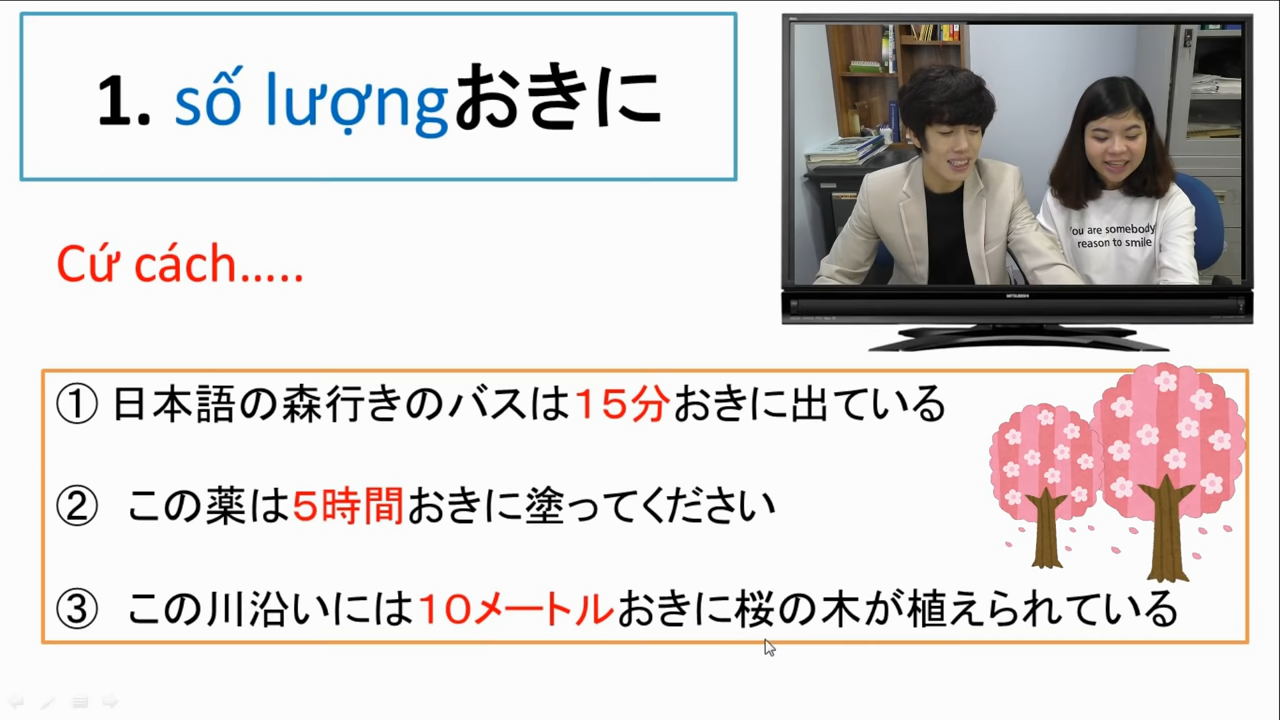 1. số lượngおきに
Cứ cách.....
You are somebody
reason to smile
MITSUBISHI
① 日本語の森行きのバスは１５分おきに出ている
② この薬は５時間おきに塗ってください
③ この川沿いには１０メートルおきに桜の木が植えられている